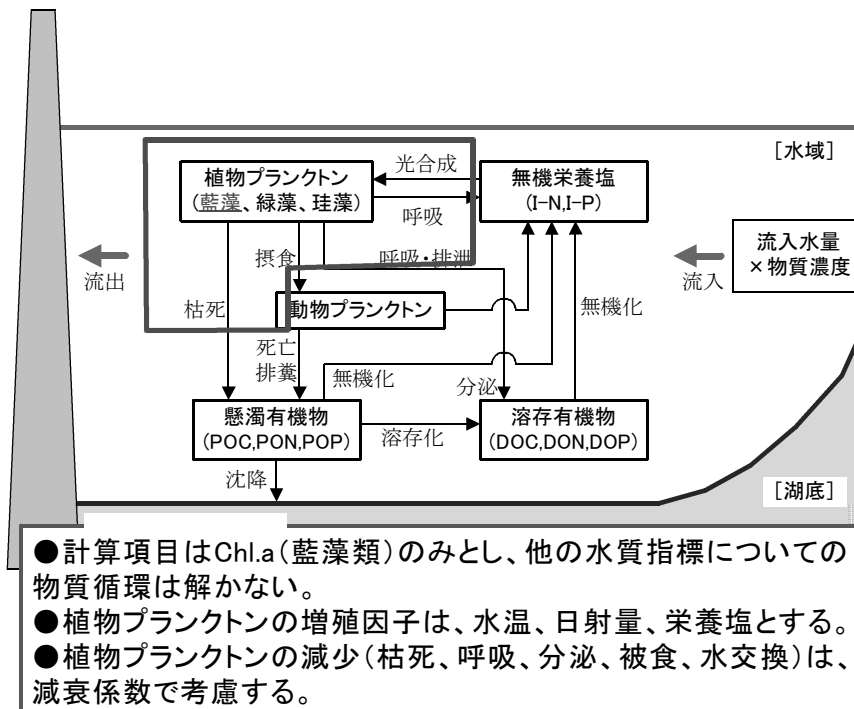 [水域]
光合成
植物プランクトン
(藍藻、緑藻、珪藻)
無機栄養塩
(I-N,I-P)
呼吸
流入水量
×物質濃度
摂食
呼吸・排泄
流出
流入
枯死
動物プランクトン
無機化
死亡
排糞
無機化
分泌
懸濁有機物
(POC,PON,POP)
溶存化
溶存有機物
(DOC,DON,DOP)
沈降
[湖底]
●計算項目はChl.a(藍藻類)のみとし、他の水質指標についての
物質循環は解かない。
●植物プランクトンの増殖因子は、水温、日射量、栄養塩とする。
●植物プランクトンの減少(枯死、呼吸、分泌、被食、水交換)は、
減衰係数で考慮する。